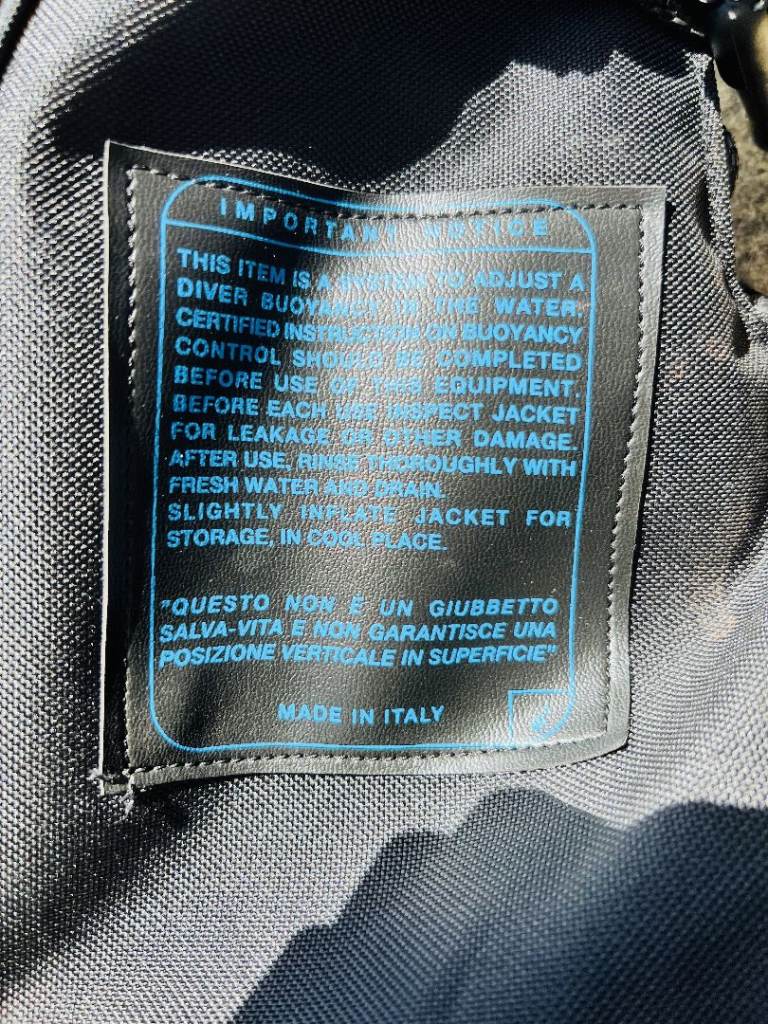 IMPORTANT NOTICE
THIS ITEM IS A SYSTEM TO ADJUST A
DIVER BUOYANCY IN THE WATER.
CERTIFIED INSTRUCTION ON BUOYANCY
CONTROL SHOULD BE COMPLETED
BEFORE USE OF THIS EQUIPMENT.
BEFORE EACH USE INSPECT JACKET
FOR LEAKAGE OR OTHER DAMAGE.
AFTER USE, RINSE THOROUGHLY WITH
FRESH WATER AND DRAIN.
SLIGHTLY INFLATE JACKET FOR
STORAGE, IN COOL PLACE.
"QUESTO NON È UN GIUBBETTO
SALVA-VITA E NON GARANTISCE UNA
POSIZIONE VERTICALE IN SUPERFICIE"
MADE IN ITALY